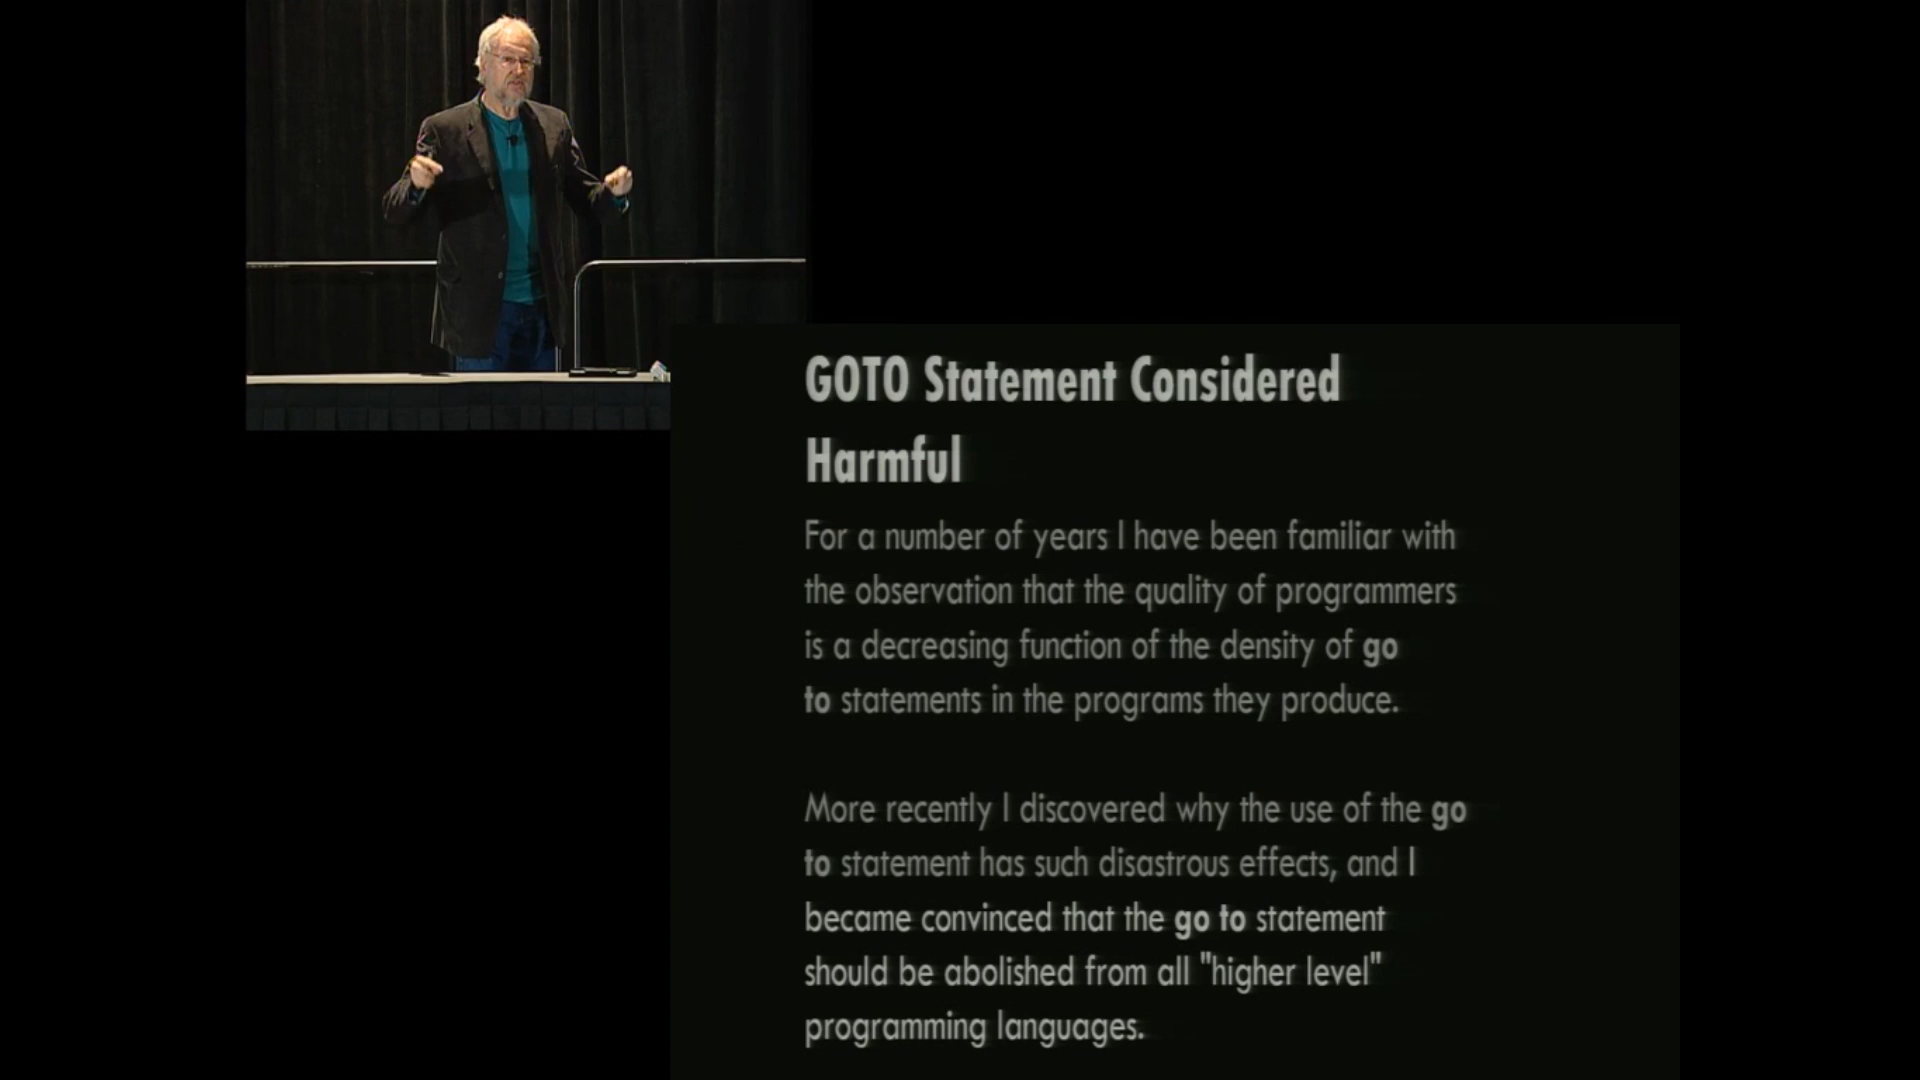 GOTO Statement Considered
Harmful
For a number of years I have been familiar with
the observation that the quality of programmers
is a decreasing function of the density of go
to statements in the programs they produce.
More recently I discovered why the use of the go
to statement has such disastrous effects, and I
became convinced that the go to statement
should be abolished from all "higher level"
programming languages.